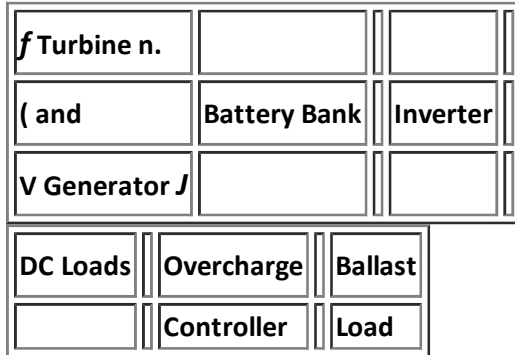 f Turbine n.
( and Battery Bank Inverter
V Generator J
DC Loads Overcharge Ballast
Controller Load